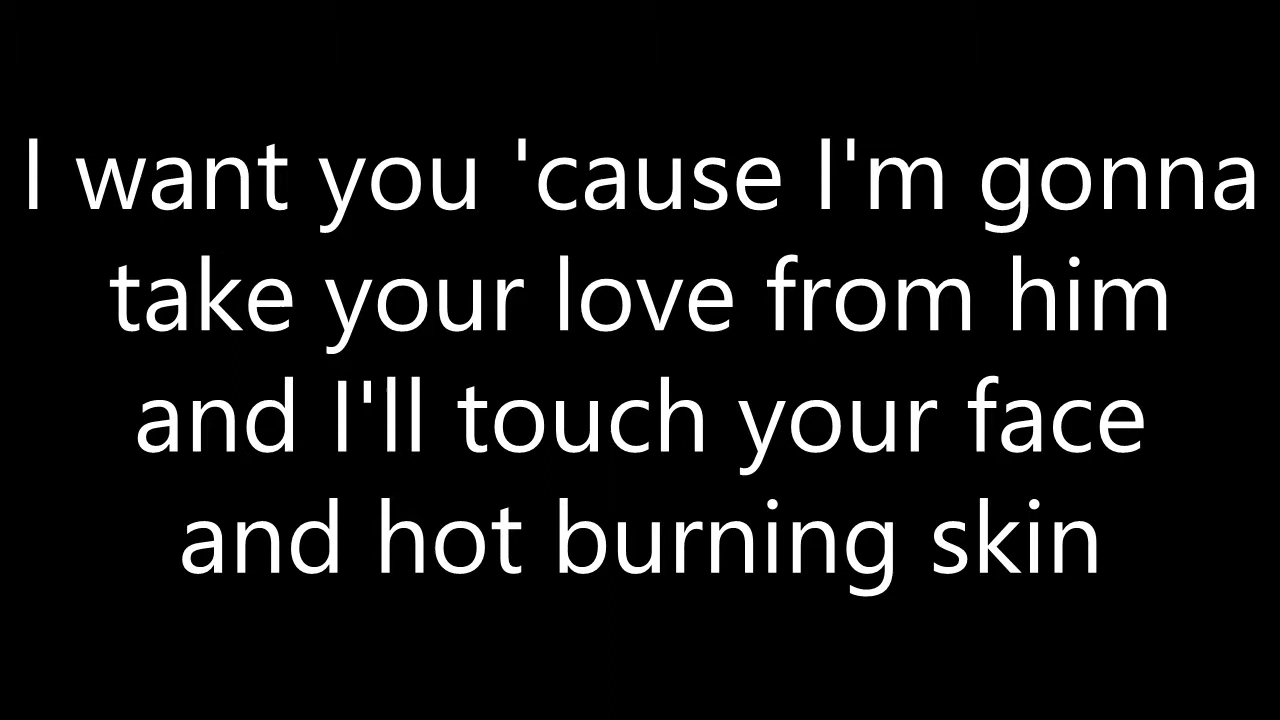 I want you 'cause I'm gonna
take your love from him
and I'll touch your face
and hot burning skin